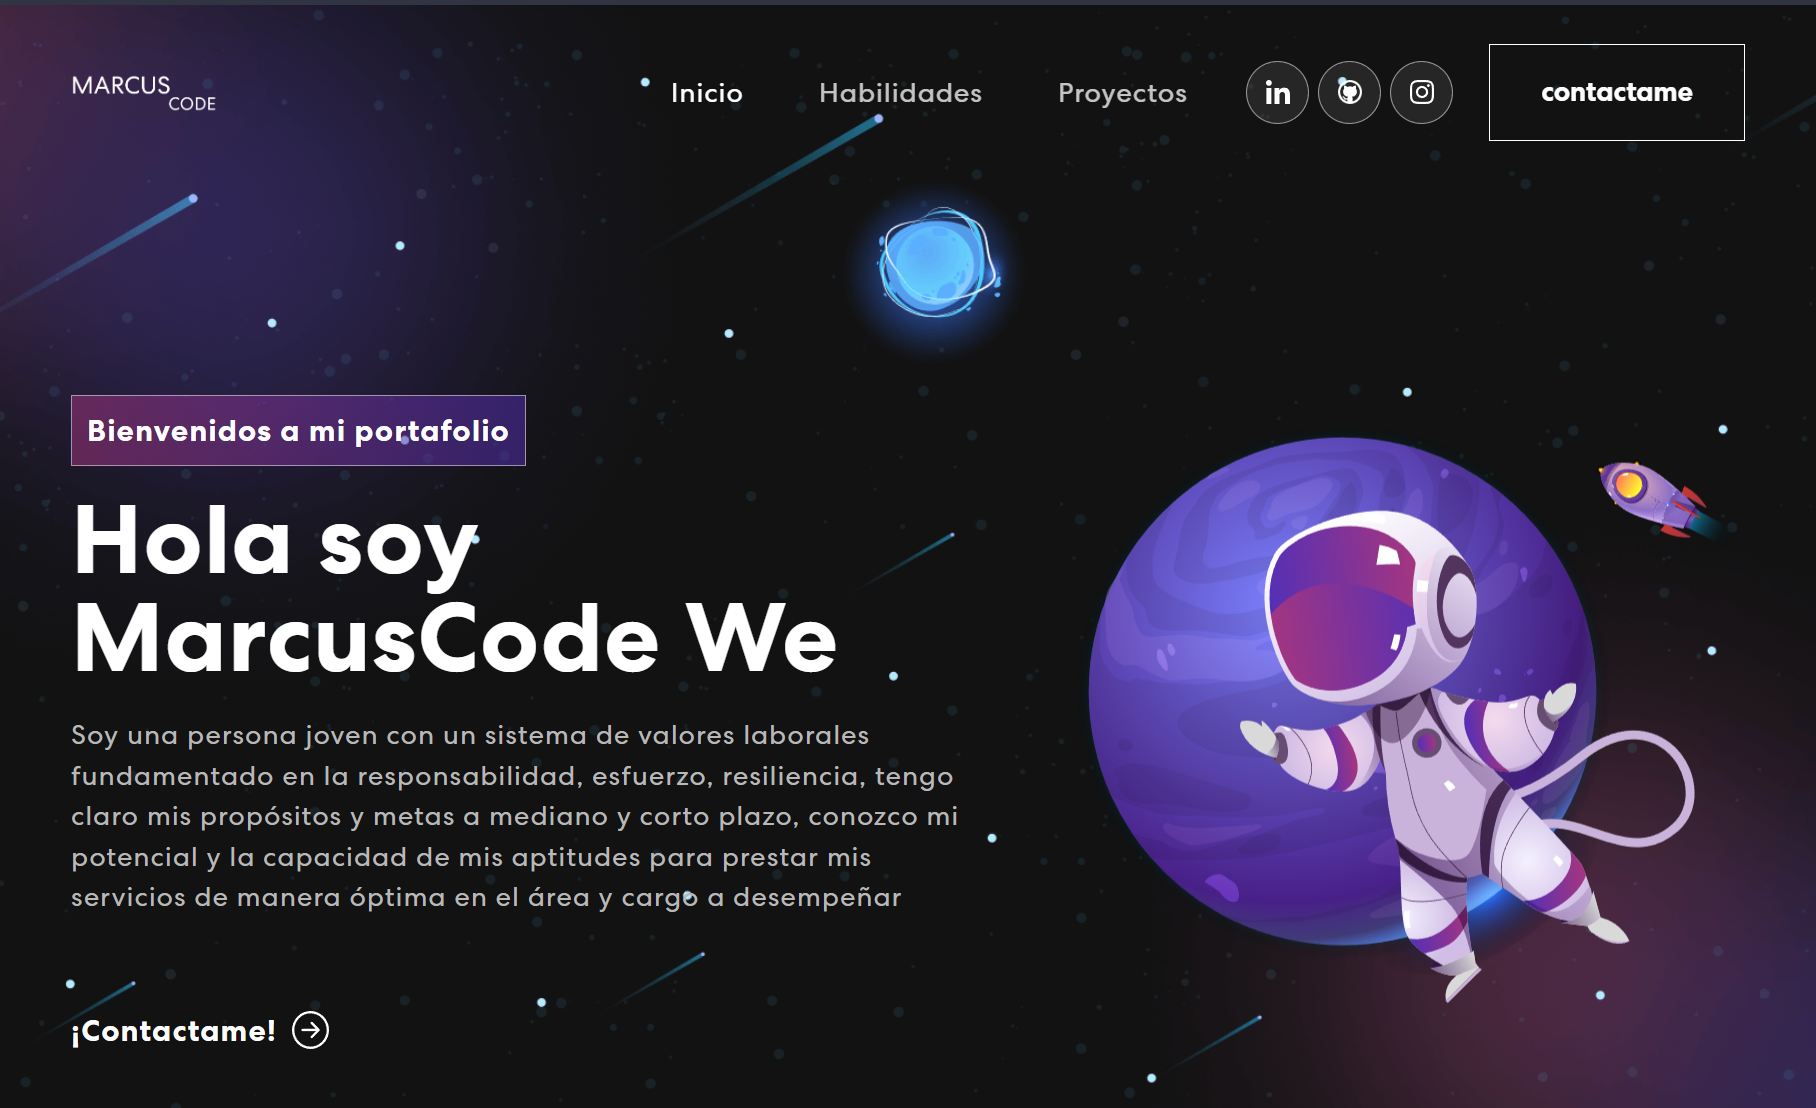 MARCUS
CODE
Inicio
Habilidades
Proyectos
in
contactame
Bienvenidos a mi portafolio
Hola soy
MarcusCode We
Soy una persona joven con un sistema de valores laborales
fundamentado en la responsabilidad, esfuerzo, resiliencia, tengo
claro mis propósitos y metas a mediano y corto plazo, conozco mi
potencial y la capacidad de mis aptitudes para prestar mis
servicios de manera óptima en el área y cargo a desempeñar
¡Contactame!